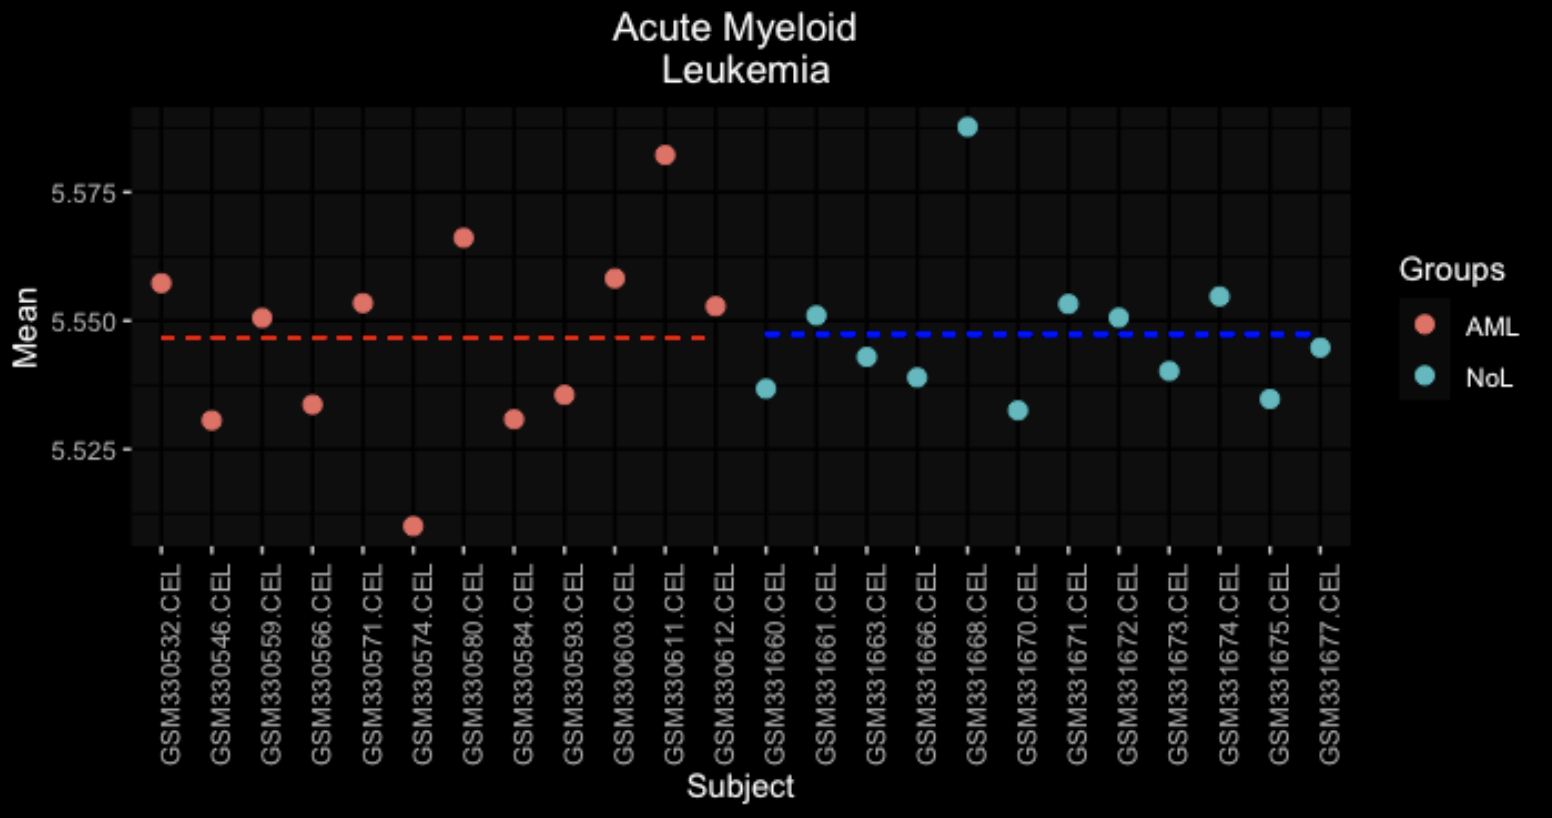 Acute Myeloid
Leukemia
Mean
5.575
5.550
5.525
GSM330532.CEL
GSM330546.CEL
GSM330559.CEL
GSM330566.CEL
GSM330571.CEL
GSM330574.CEL
GSM330580.CEL
GSM330584.CEL
GSM330593.CEL
GSM330603.CEL
GSM330611.CEL
GSM330612.CEL
GSM331660.CEL
GSM331661.CEL
GSM331663.CEL
GSM331666.CEL
GSM331668.CEL
GSM331670.CEL
GSM331671.CEL
GSM331672.CEL
GSM331673.CEL
GSM331674.CEL
GSM331675.CEL
GSM331677.CEL
Subject
Groups
AML
NoL